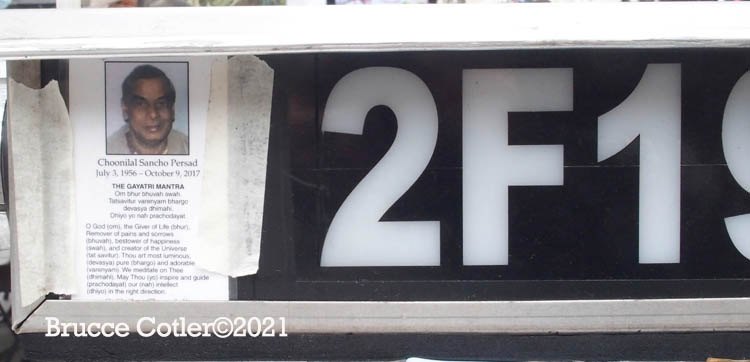 Choonilal Sancho Persad
July 3, 1956 – October 9, 2017
THE GAYATRI MANTRA
Om bhur bhuvah swah
Tatsavitur varenyam bhargo
devasya dhimahi.
Dhiyo yo nah prachodayat.
O God (om), the Giver of Life (bhur),
Remover of pains and sorrows
(bhuvah), bestower of happiness
(swah), and creator of the Universe
(tat savitur). Thou art most luminous,
(devasya) pure (bhargo) and adorable
(varenyam). We meditate on Thee
(dhimahi). May Thou (yo) inspire and guide
(prachodayat) our (nah) intellect
(dhiyo) in the right direction.
2F19
Brucce Cotler©2021